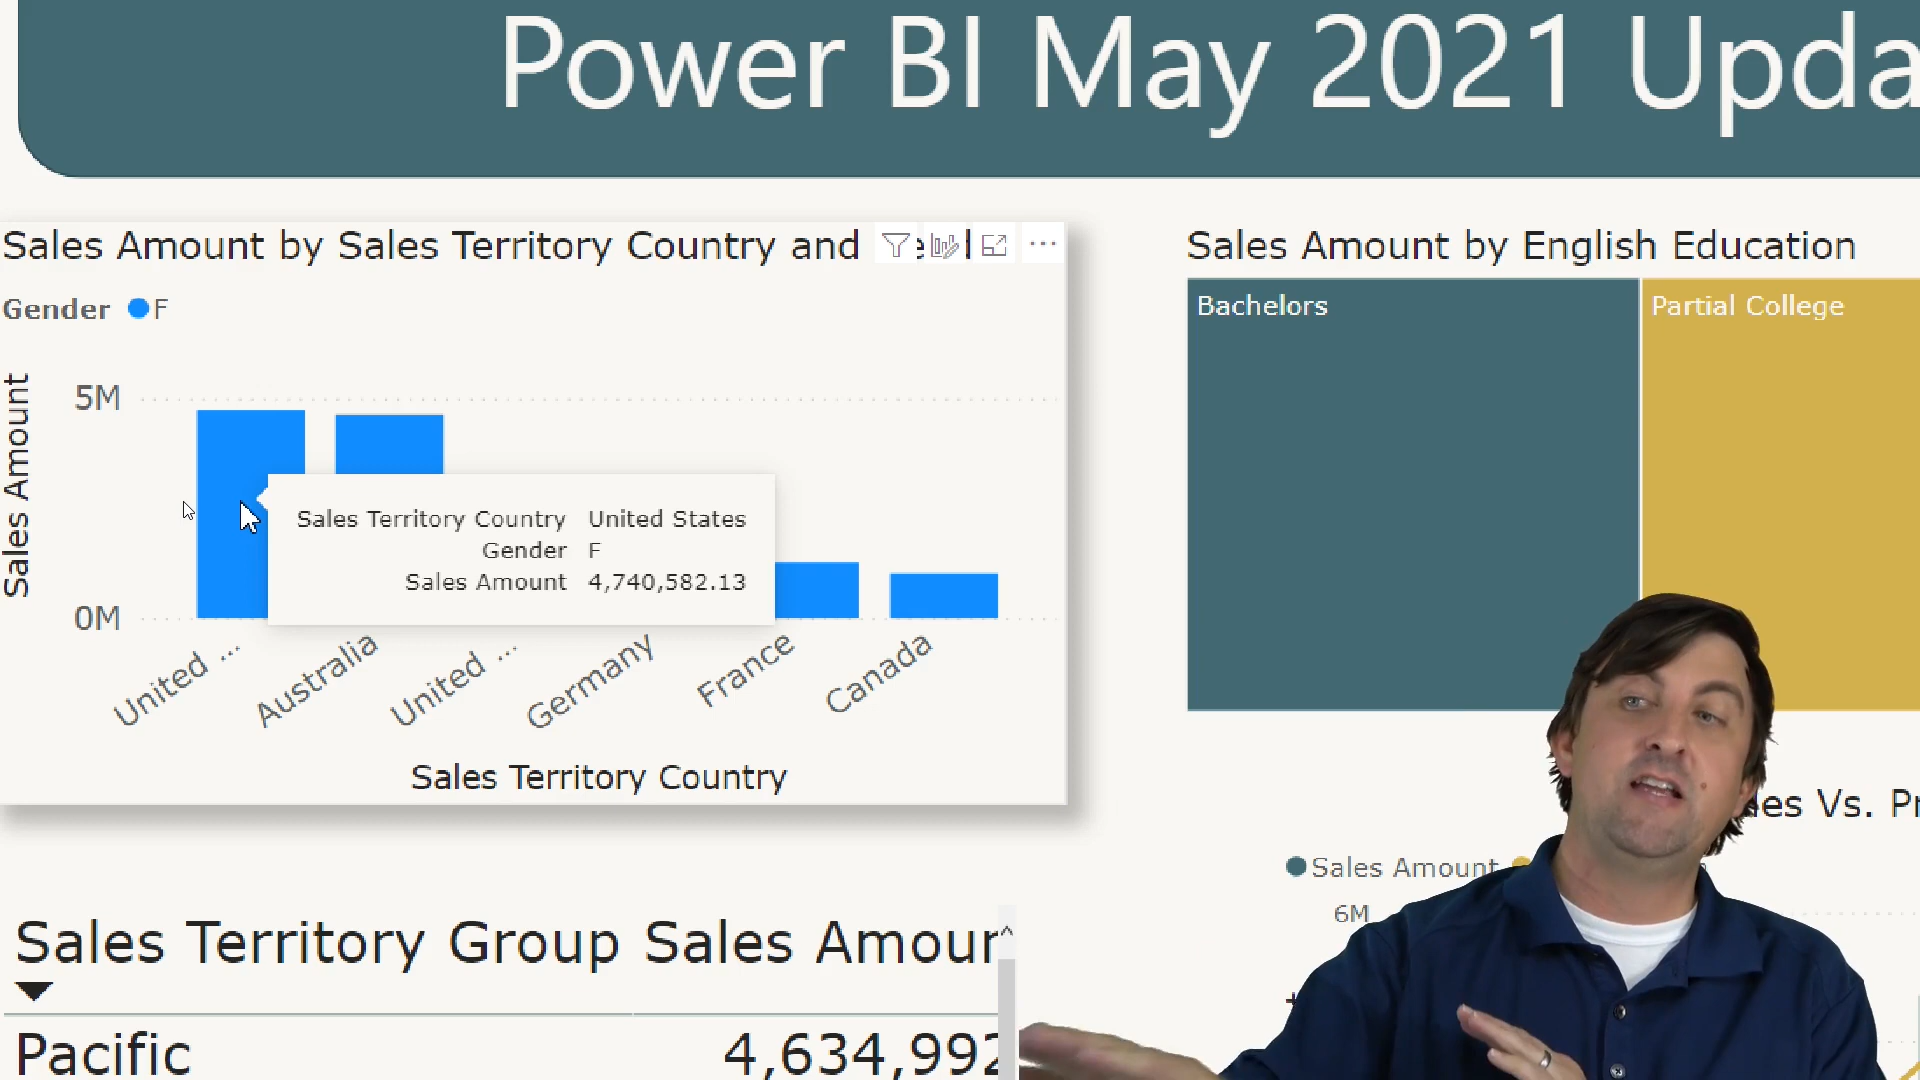 Power BI May 2021 Upda
Sales Amount by Sales Territory Country and
Gender F
Sales Amount
5M
0M
Sales Territory Country United States
Gender F
Sales Amount 4,740,582.13
United ...
Australia
United ...
Germany
France
Canada
Sales Territory Country
Sales Amount by English Education
Bachelors
Partial College
es Vs. Pr
Sales Amount
6M
Sales Territory Group Sales Amoun
Pacific 4,634,992